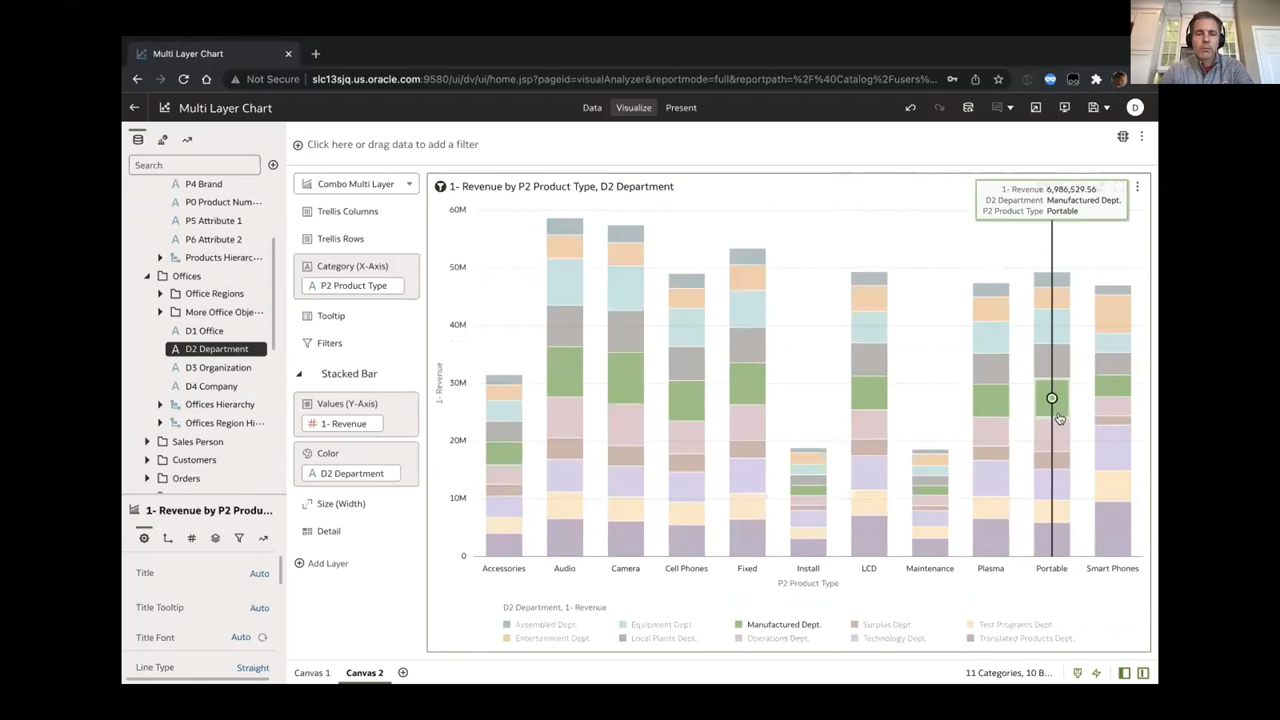 Multi Layer Chart
Not Secure slc13sjq.us.oracle.com:9580/ui/dv/ui/home.jsp?pageid=visualAnalyzer&reportmode=full&reportpath=%2F%40Catalog%2Fusers%...
Multi Layer Chart
Data Visualize Present
D
Search
P4 Brand
P0 Product Num...
P5 Attribute 1
P6 Attribute 2
Products Hierarc...
Offices
Office Regions
More Office Obje...
D1 Office
D2 Department
D3 Organization
D4 Company
Offices Hierarchy
Offices Region Hi...
Sales Person
Customers
Orders
1- Revenue by P2 Produ...
Title Auto
Title Tooltip Auto
Title Font Auto
Line Type Straight
Click here or drag data to add a filter
Combo Multi Layer
Trellis Columns
Trellis Rows
Category (X-Axis)
P2 Product Type
Tooltip
Filters
Stacked Bar
Values (Y-Axis)
1- Revenue
Color
D2 Department
Size (Width)
Detail
Add Layer
1- Revenue by P2 Product Type, D2 Department
1- Revenue 6,986,529.56
D2 Department Manufactured Dept.
P2 Product Type Portable
60M
50M
40M
30M
20M
10M
0
1- Revenue
Accessories Audio Camera Cell Phones Fixed Install LCD Maintenance Plasma Portable Smart Phones
P2 Product Type
D2 Department, 1- Revenue
Assembled Dept. Equipment Dept. Manufactured Dept. Surplus Dept. Test Programs Dept.
Entertainment Dept. Local Plants Dept. Operations Dept. Technology Dept. Translated Products Dept.
Canvas 1 Canvas 2 11 Categories, 10 B...